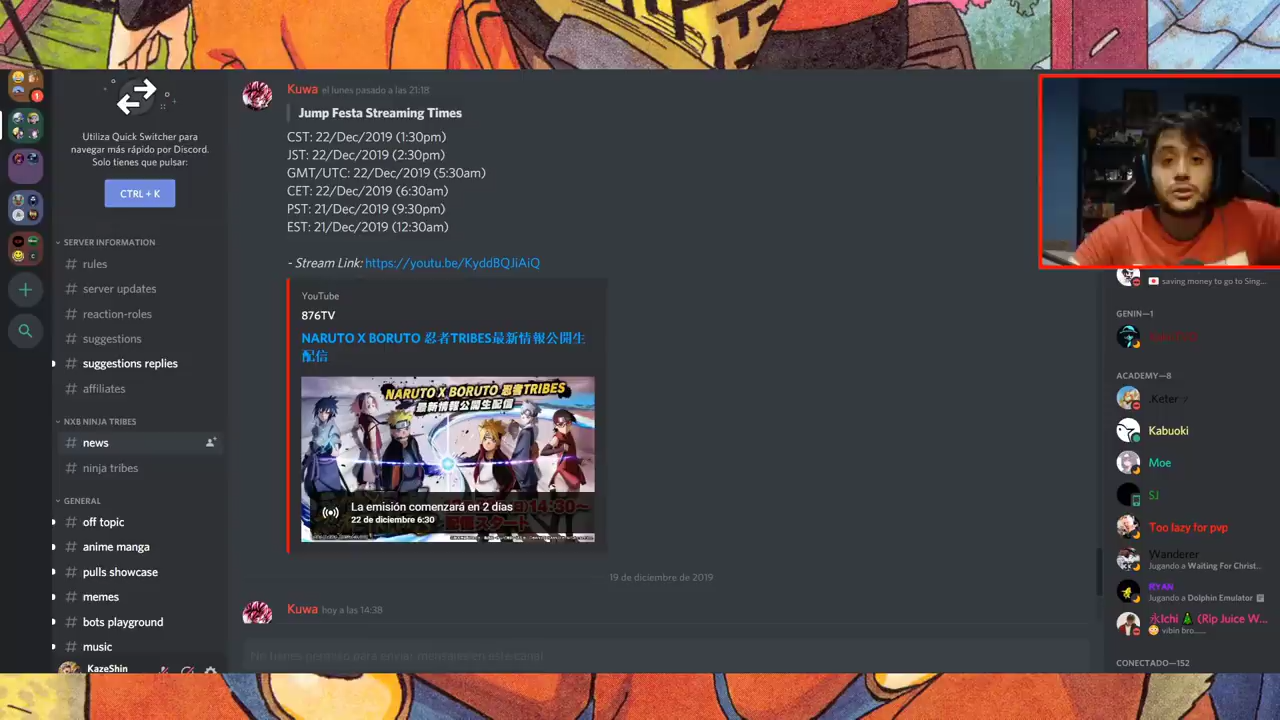 Utiliza Quick Switcher para
navegar más rápido por Discord.
Solo tienes que pulsar:
CTRL + K
SERVER INFORMATION
# rules
# server updates
# reaction-roles
# suggestions
# suggestions replies
# affiliates
NXB NINJA TRIBES
# news
# ninja tribes
GENERAL
# off topic
# anime manga
# pulls showcase
# memes
# bots playground
# music
KazeShin
1
Kuwa el lunes pasado a las 21:18
Jump Festa Streaming Times
CST: 22/Dec/2019 (1:30pm)
JST: 22/Dec/2019 (2:30pm)
GMT/UTC: 22/Dec/2019 (5:30am)
CET: 22/Dec/2019 (6:30am)
PST: 21/Dec/2019 (9:30pm)
EST: 21/Dec/2019 (12:30am)
- Stream Link: https://youtu.be/KyddBQJiAiQ
YouTube
876TV
NARUTO X BORUTO 忍者TRIBES最新情報公開生
配信
NARUTO X BORUTO 忍者TRIBES
最新情報公開生配信
La emisión comenzará en 2 días
22 de diciembre 6:30
19 de diciembre de 2019
Kuwa hoy a las 14:38
saving money to go to Sing...
GENIN—1
ACADEMY—8
.Keter
Kabuoki
Moe
SJ
Too lazy for pvp
Wanderer
Jugando a Waiting For Christ...
RYAN
Jugando a Dolphin Emulator
永Ichi 🎄 (Rip Juice W...
vibin bro......
CONECTADO—152